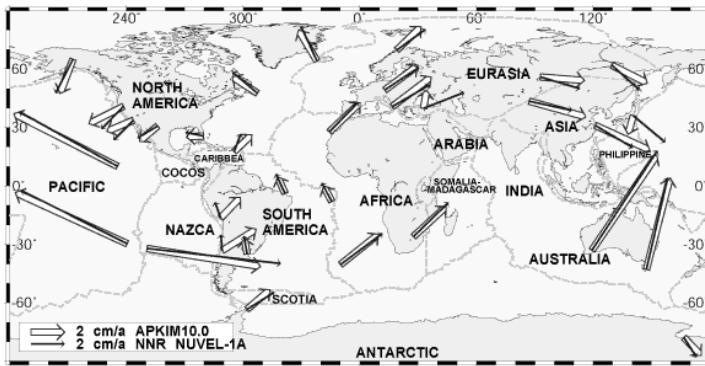 240° 300° 0° 60° 120°
60° 60°
NORTH
AMERICA
EURASIA
ASIA
30 30
CARIBBEA
ARABIA
PHILIPPINE
COCOS
PACIFIC
0° 0°
AFRICA
SOMALIA-
MADAGASCAR
INDIA
NAZCA
SOUTH
AMERICA
AUSTRALIA
-30 -30
SCOTIA
-60° -60°
2 cm/a APKIM10.0
2 cm/a NNR NUVEL-1A
ANTARCTIC